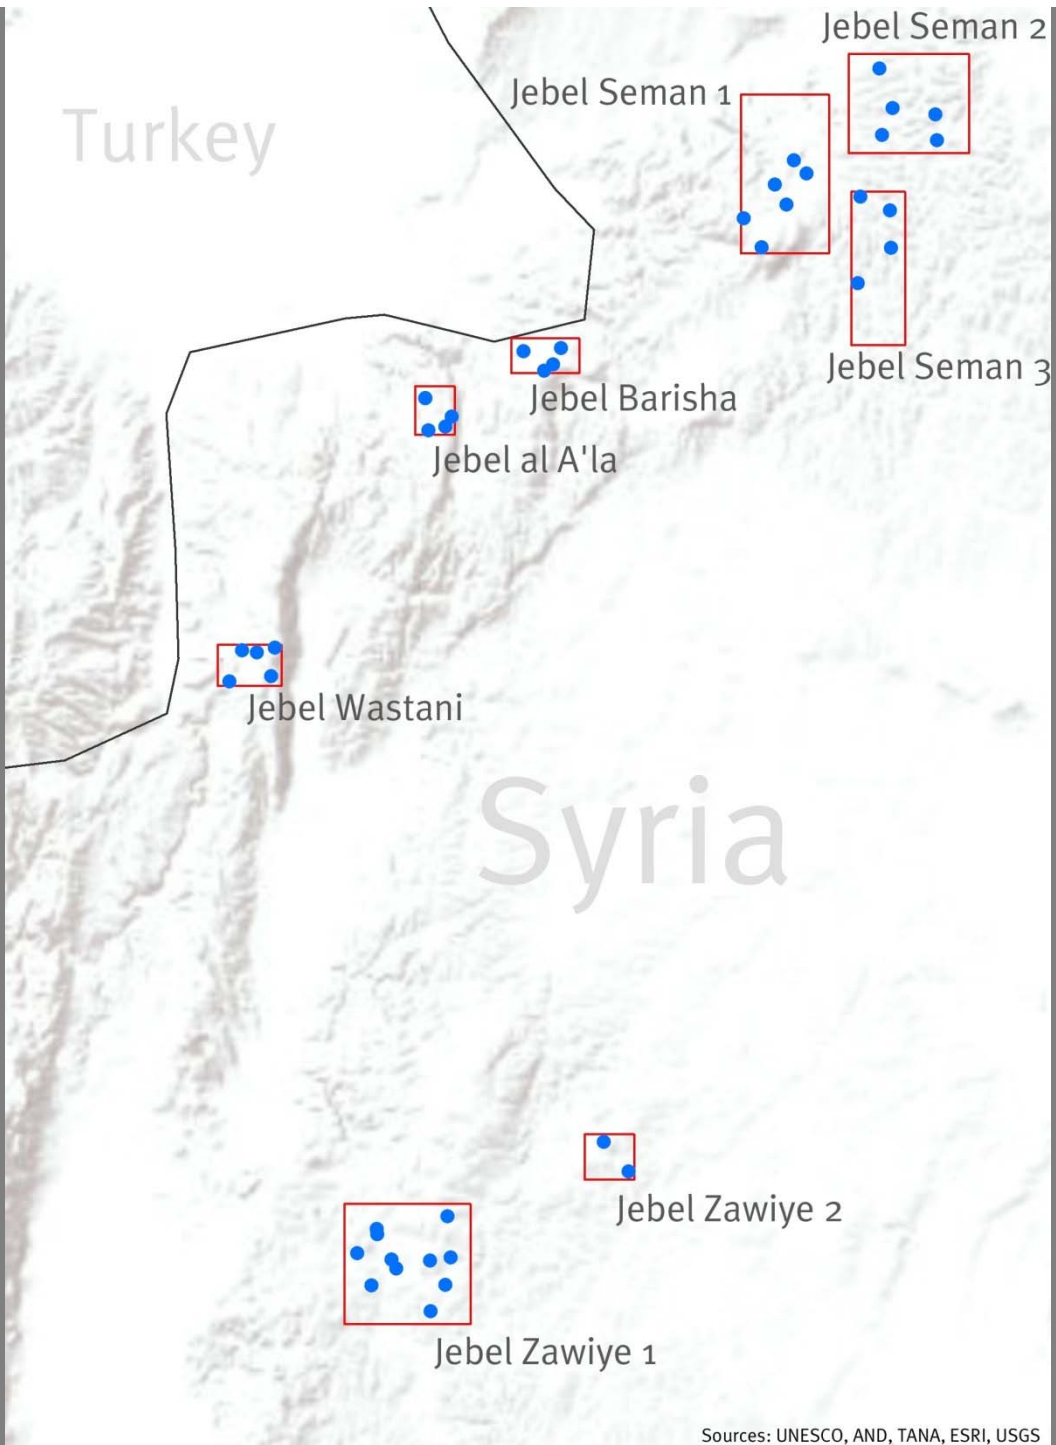 Jebel Seman 2
Jebel Seman 1
Turkey
Jebel Seman 3
Jebel Barisha
Jebel al A'la
Jebel Wastani
Syria
Jebel Zawiye 2
Jebel Zawiye 1
Sources: UNESCO, AND, TANA, ESRI, USGS